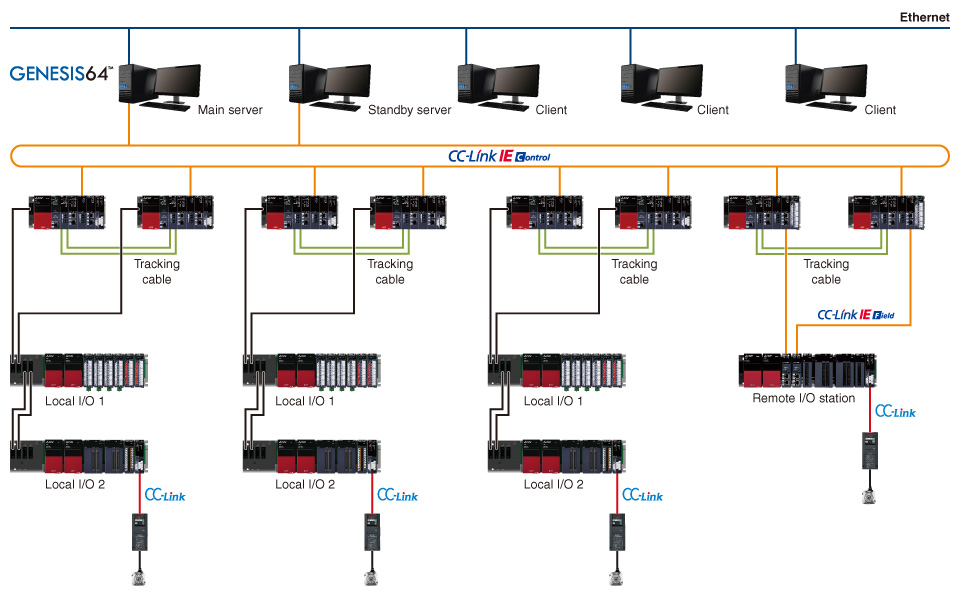 Ethernet
GENESIS64™
Main server
Standby server
Client
Client
Client
CC-Link IE Control
Tracking
cable
Tracking
cable
Tracking
cable
Tracking
cable
CC-Link IE Field
Local I/O 1
Local I/O 1
Local I/O 1
Remote I/O station
CC-Link
Local I/O 2
Local I/O 2
Local I/O 2
CC-Link
CC-Link
CC-Link